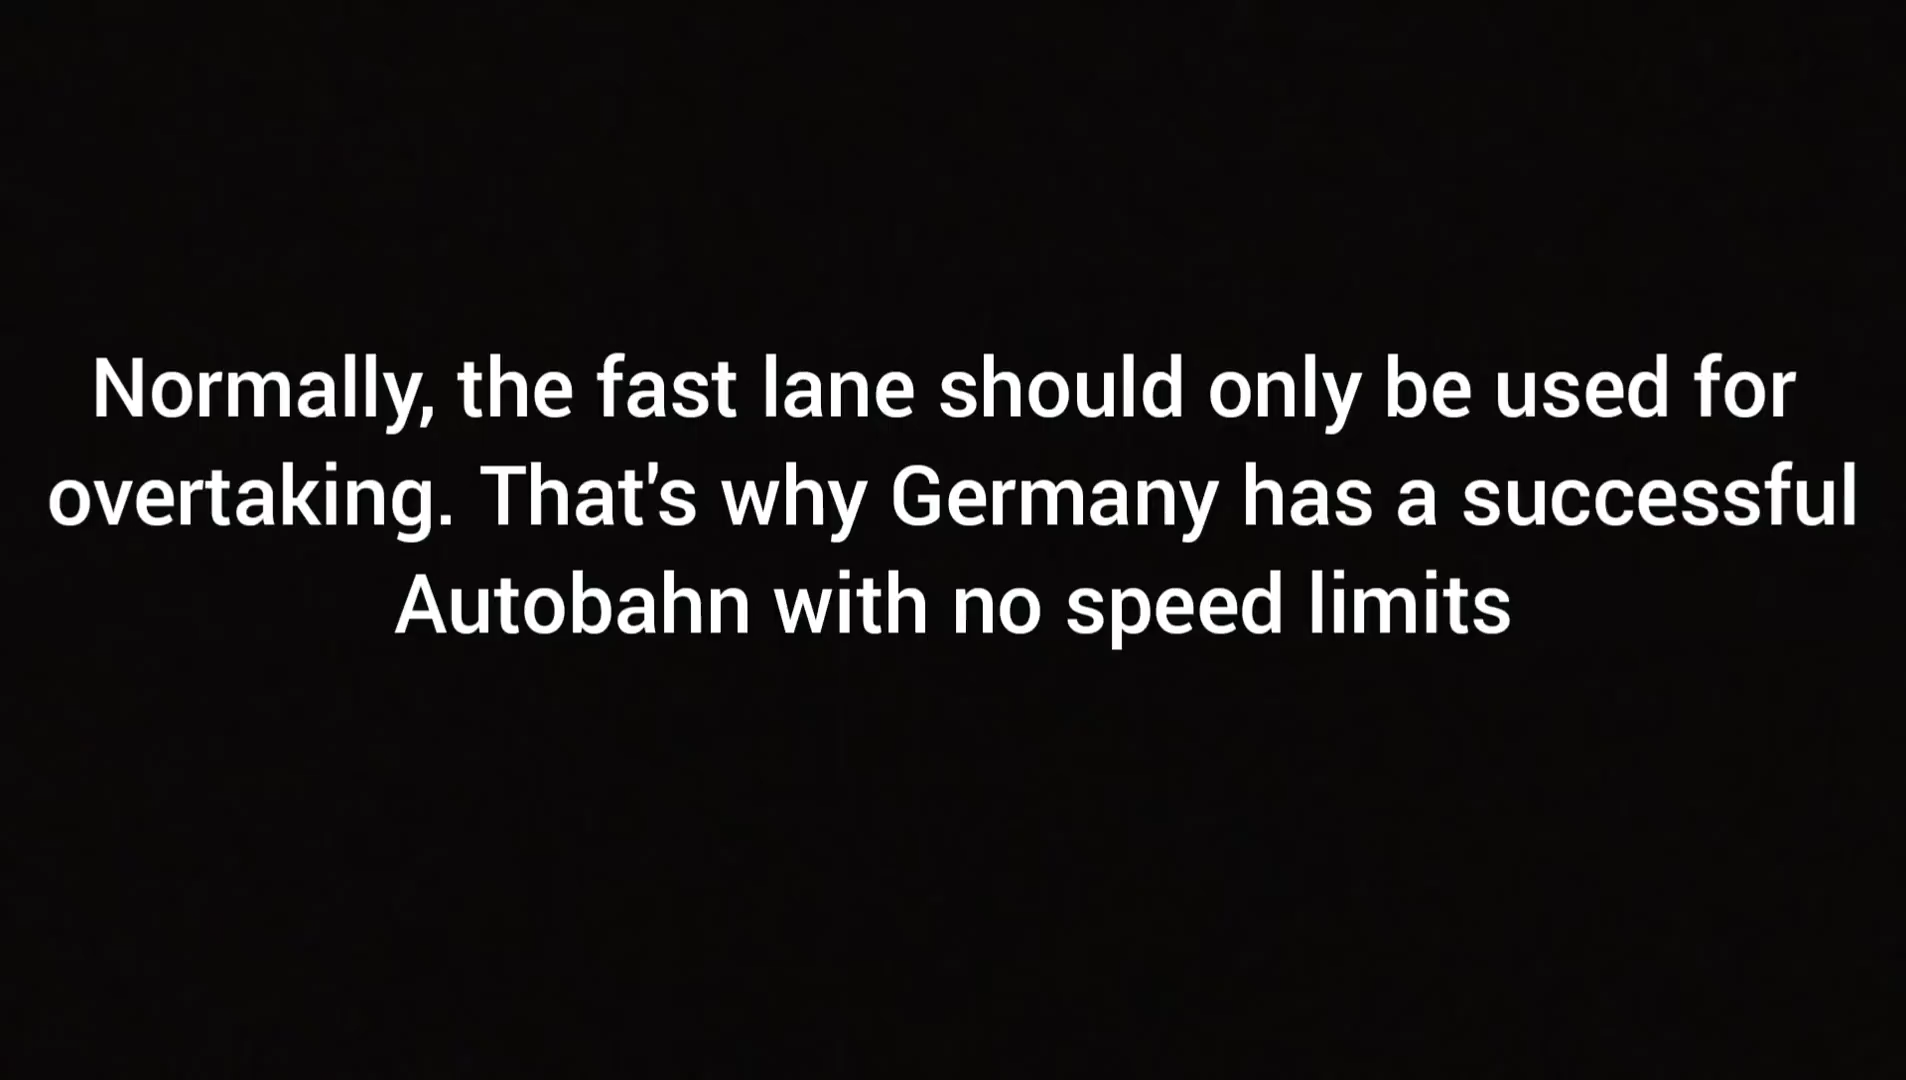 Normally, the fast lane should only be used for
overtaking. That's why Germany has a successful
Autobahn with no speed limits